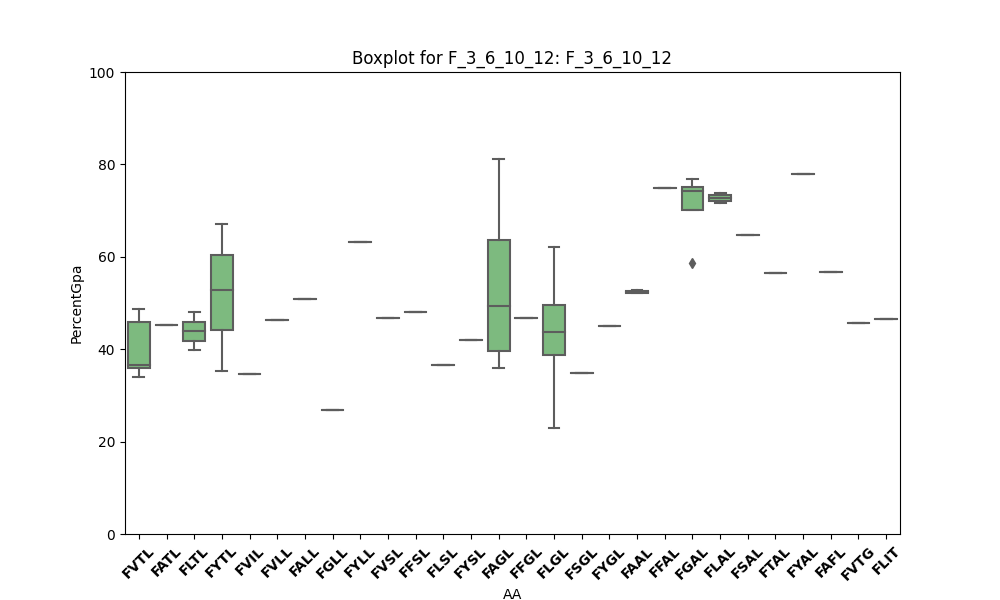 Boxplot for F_3_6_10_12: F_3_6_10_12
100
80
60
40
20
0
PercentGpa
FVTL FATL FLTL FYTL FVIL FVLL FALL FGLL FYLL FVSL FFSL FLSL FYSL FAGL FFGL FLGL FSGL FYGL FAAL FFAL FGAL FLAL FSAL FTAL FYAL FAFL FVTG FLIT
AA